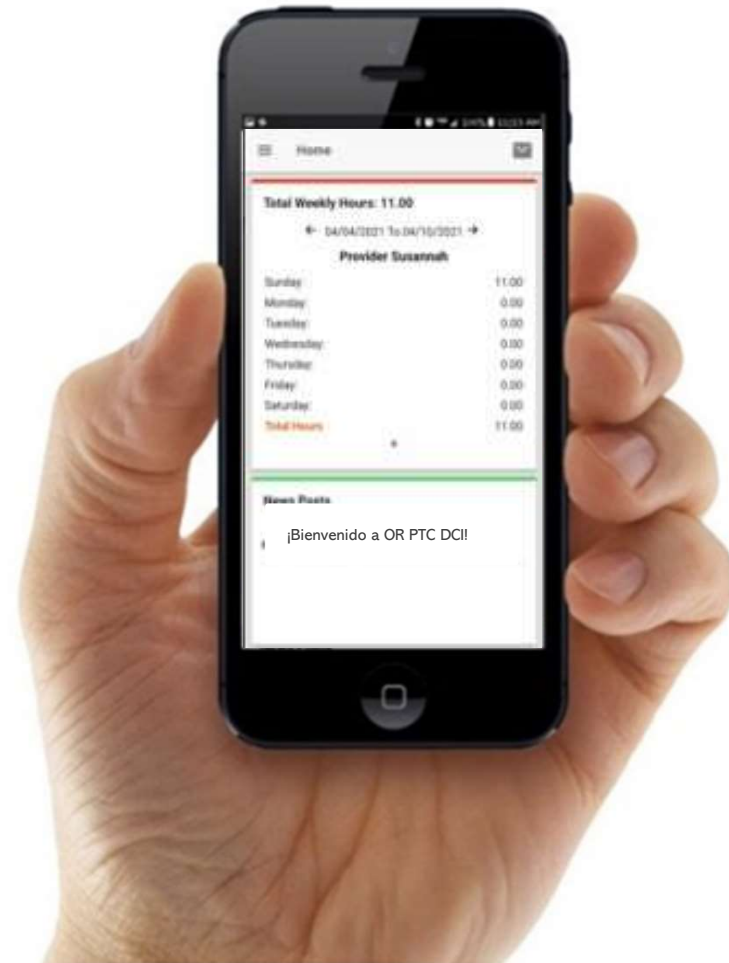 Home
Total Weekly Hours: 11.00
← 04/04/2021 To 04/10/2021 →
Provider Susannah
Sunday: 11.00
Monday: 0.00
Tuesday: 0.00
Wednesday: 0.00
Thursday: 0.00
Friday: 0.00
Saturday: 0.00
Total Hours 11.00
News Posts
¡Bienvenido a OR PTC DCI!